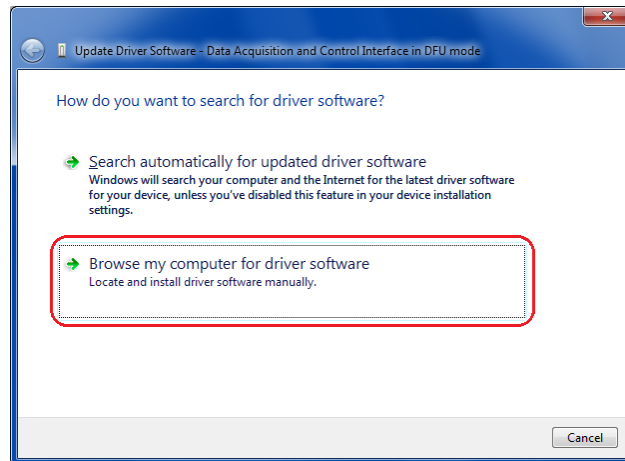 Update Driver Software - Data Acquisition and Control Interface in DFU mode
How do you want to search for driver software?
Search automatically for updated driver software
Windows will search your computer and the Internet for the latest driver software
for your device, unless you've disabled this feature in your device installation
settings.
Browse my computer for driver software
Locate and install driver software manually.
Cancel